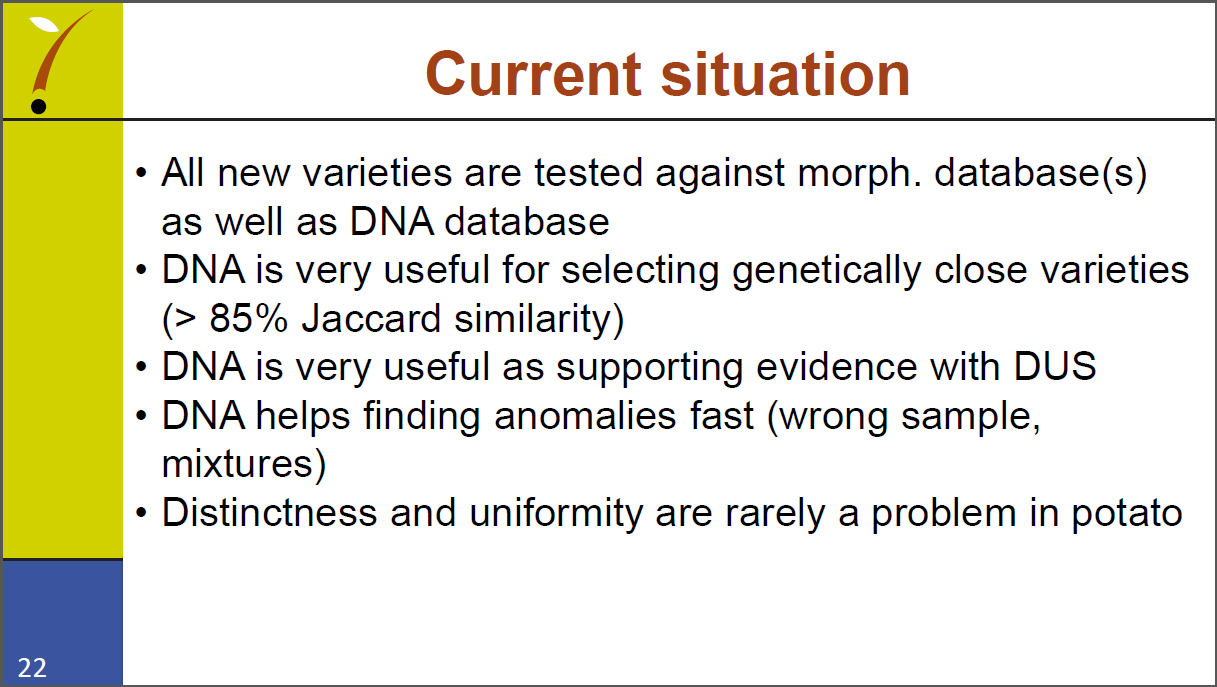 Current situation
• All new varieties are tested against morph. database(s)
as well as DNA database
• DNA is very useful for selecting genetically close varieties
(> 85% Jaccard similarity)
• DNA is very useful as supporting evidence with DUS
• DNA helps finding anomalies fast (wrong sample,
mixtures)
• Distinctness and uniformity are rarely a problem in potato
22